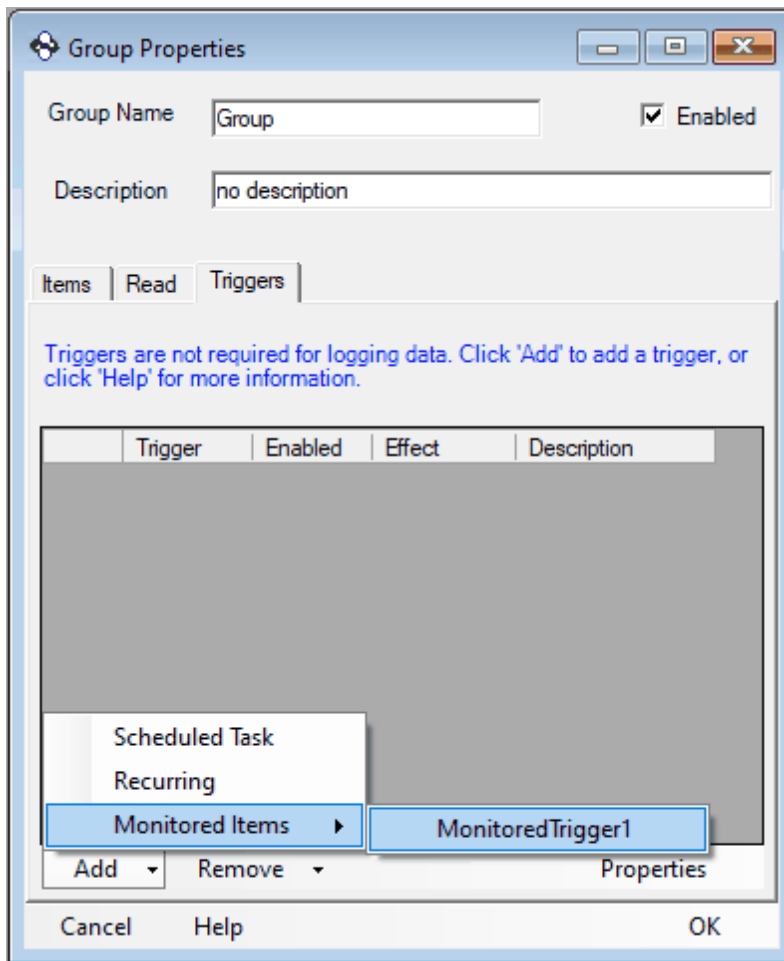 Group Properties
Group Name Group Enabled
Description no description
Items Read Triggers
Triggers are not required for logging data. Click 'Add' to add a trigger, or
click 'Help' for more information.
Trigger Enabled Effect Description
Scheduled Task
Recurring
Monitored Items MonitoredTrigger1
Add Remove Properties
Cancel Help OK